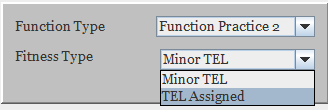 Function Type Function Practice 2
Fitness Type Minor TEL
Minor TEL
TEL Assigned